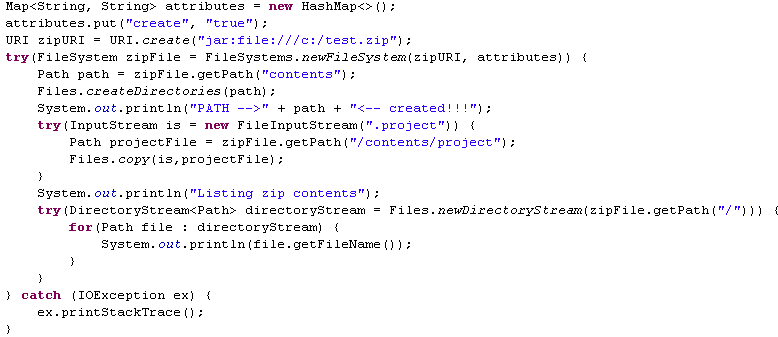 Map<String, String> attributes = new HashMap<>();
attributes.put("create", "true");
URI zipURI = URI.create("jar:file:///c:/test.zip");
try(FileSystem zipFile = FileSystems.newFileSystem(zipURI, attributes)) {
    Path path = zipFile.getPath("contents");
    Files.createDirectories(path);
    System.out.println("PATH -->" + path + "<-- created!!!");
    try(InputStream is = new FileInputStream(".project")) {
        Path projectFile = zipFile.getPath("/contents/project");
        Files.copy(is,projectFile);
    }
    System.out.println("Listing zip contents");
    try(DirectoryStream<Path> directoryStream = Files.newDirectoryStream(zipFile.getPath("/"))) {
        for(Path file : directoryStream) {
            System.out.println(file.getFileName());
        }
    }
} catch (IOException ex) {
    ex.printStackTrace();
}